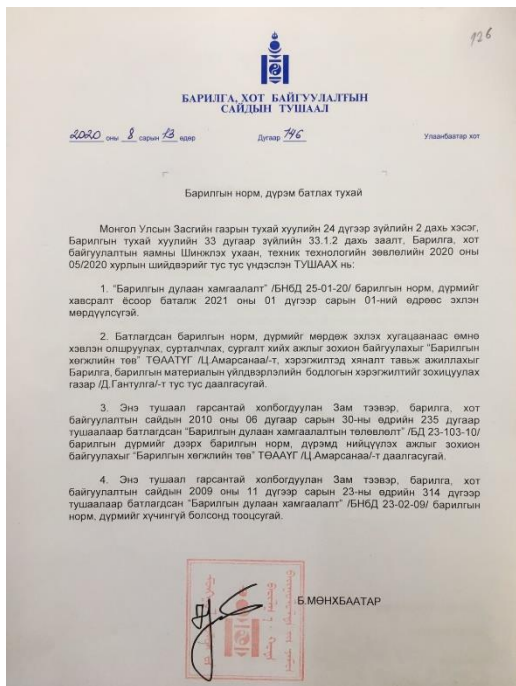 126
БАРИЛГА, ХОТ БАЙГУУЛАЛТЫН
САЙДЫН ТУШААЛ
2020 оны 8 сарын 13 өдөр Дугаар 146 Улаанбаатар хот
Барилгын норм, дүрэм батлах тухай
Монгол Улсын Засгийн газрын тухай хуулийн 24 дүгээр зүйлийн 2 дахь хэсэг,
Барилгын тухай хуулийн 33 дугаар зүйлийн 33.1.2 дахь заалт, Барилга, хот
байгуулалтын яамны Шинжлэх ухаан, техник технологийн зөвлөлийн 2020 оны
05/2020 хурлын шийдвэрийг тус тус үндэслэн ТУШААХ нь:
1. “Барилгын дулаан хамгаалалт” /БНбД 25-01-20/ барилгын норм, дүрмийг
хавсралт ёсоор баталж 2021 оны 01 дүгээр сарын 01-ний өдрөөс эхлэн
мөрдүүлсүгэй.
2. Батлагдсан барилгын норм, дүрмийг мөрдөж эхлэх хугацаанаас өмнө
хэвлэн олшруулах, сурталчлах, сургалт хийх ажлыг зохион байгуулахыг “Барилгын
хөгжлийн төв” ТӨААТҮГ /Ц.Амарсанаа/-т, хэрэгжилтэд хяналт тавьж ажиллахыг
Барилга, барилгын материалын үйлдвэрлэлийн бодлогын хэрэгжилтийг зохицуулах
газар /Д.Гантулга/-т тус тус даалгасугай.
3. Энэ тушаал гарсантай холбогдуулан Зам тээвэр, барилга, хот
байгуулалтын сайдын 2010 оны 06 дугаар сарын 30-ны өдрийн 235 дугаар
тушаалаар батлагдсан “Барилгын дулаан хамгаалалтын төлөвлөлт” /БД 23-103-10/
барилгын дүрмийг дээрх барилгын норм, дүрэмд нийцүүлэх ажлыг зохион
байгуулахыг “Барилгын хөгжлийн төв” ТӨААҮГ /Ц.Амарсанаа/-т даалгасугай.
4. Энэ тушаал гарсантай холбогдуулан Зам тээвэр, барилга, хот
байгуулалтын сайдын 2009 оны 11 дүгээр сарын 23-ны өдрийн 314 дүгээр
тушаалаар батлагдсан “Барилгын дулаан хамгаалалт” /БНбД 23-02-09/ барилгын
норм, дүрмийг хүчингүй болсонд тооцсугай.
Б.МӨНХБААТАР